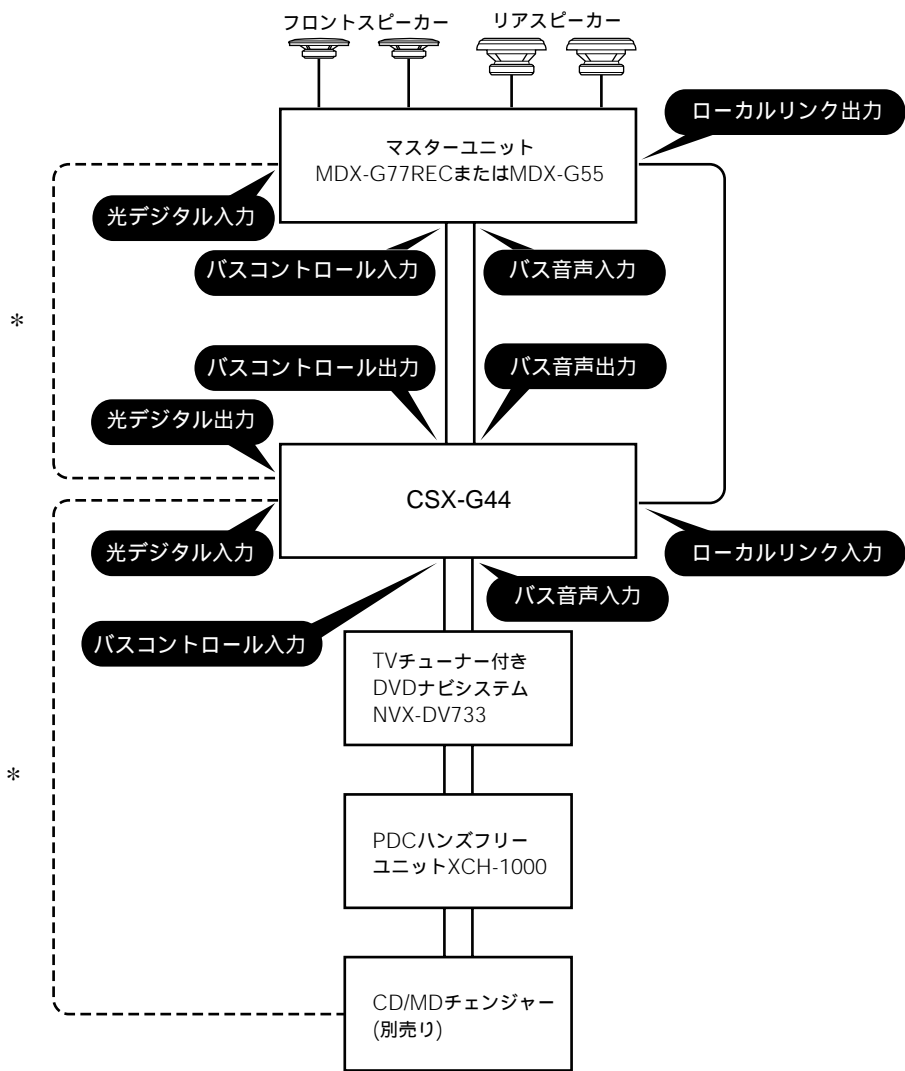 フロントスピーカー
リアスピーカー
ローカルリンク出力
マスターユニット
MDX-G77RECまたはMDX-G55
光デジタル入力
バスコントロール入力
バス音声入力
*
バスコントロール出力
バス音声出力
光デジタル出力
CSX-G44
光デジタル入力
ローカルリンク入力
バス音声入力
バスコントロール入力
TVチューナー付き
DVDナビシステム
NVX-DV733
*
PDCハンズフリー
ユニットXCH-1000
CD/MDチェンジャー
(別売り)